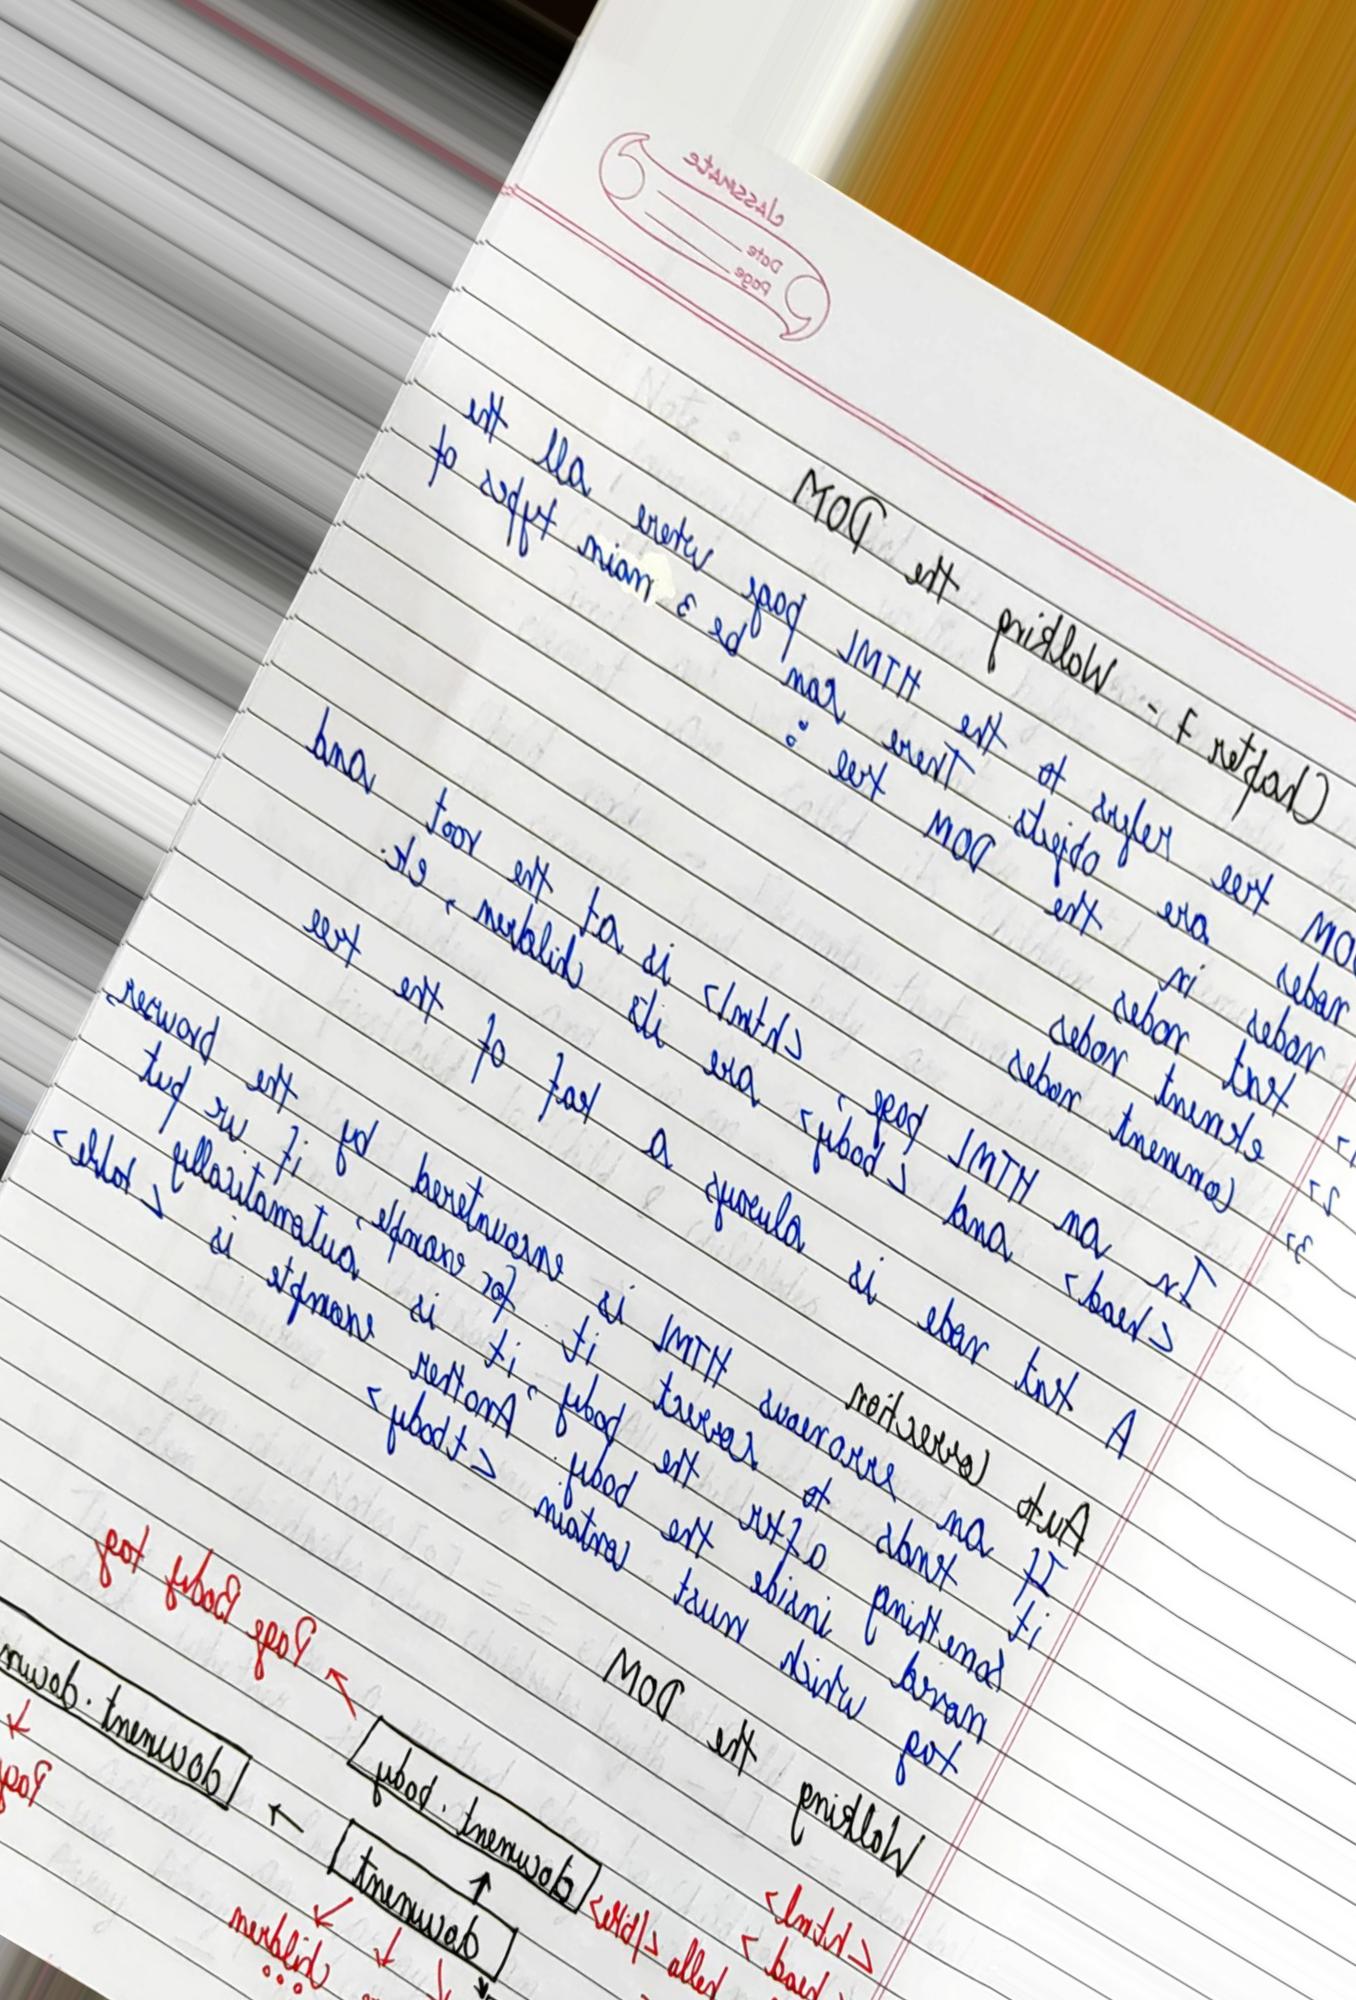 classmate
Date
Page
Chapter 7 - Walking the DOM
DOM tree refers to the HTML page where all the
nodes are objects. There can be 3 main types of
nodes in the DOM tree :
1> text nodes
2> element nodes
3> Comment nodes
In an HTML page, <html> is at the root and
<head> and <body> are its children, etc.
A text node is always a leaf of the tree
Auto Correction
If an erroneous HTML is encountered by the browser
it tends to correct it. for example, if we put
something after the body, it is automatically
moved inside the body. Another example is <table>
tag which must contain <tbody>
Walking the DOM
<html>
<head>
hello </title>
Page Body tag
document.body
document
children